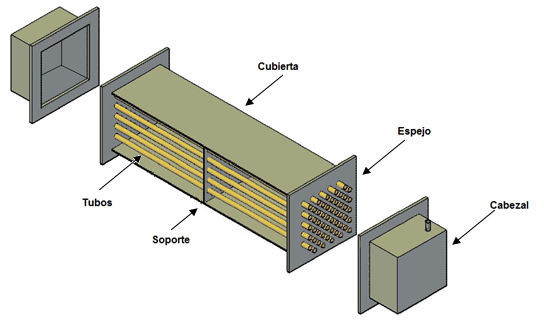 Cubierta
Espejo
Tubos
Cabezal
Soporte